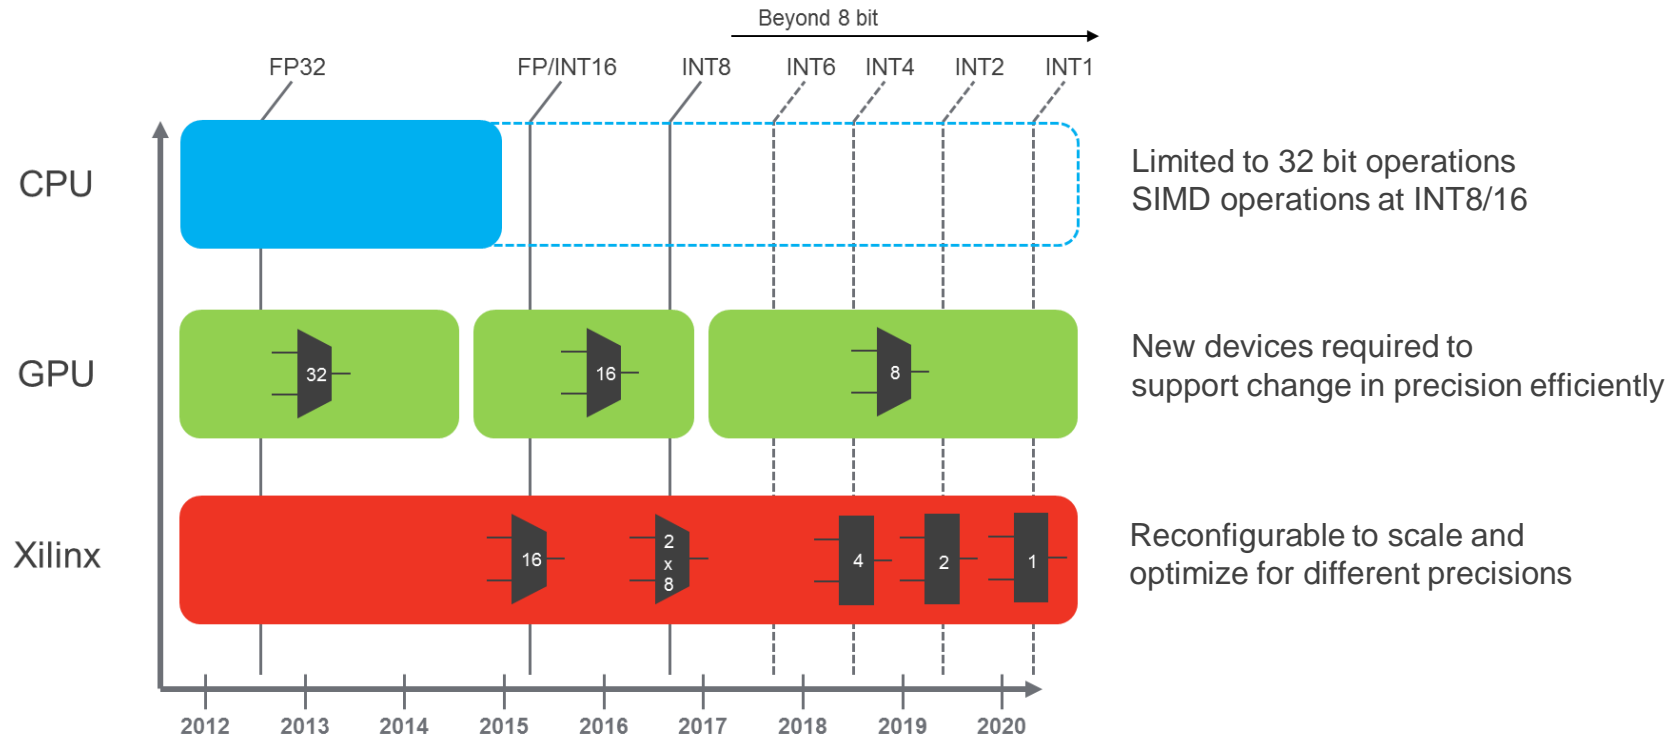 Beyond 8 bit
FP32
FP/INT16
INT8
INT6
INT4
INT2
INT1
CPU
Limited to 32 bit operations
SIMD operations at INT8/16
GPU
32
16
8
New devices required to
support change in precision efficiently
Xilinx
16
2
x
8
4
2
1
Reconfigurable to scale and
optimize for different precisions
2012
2013
2014
2015
2016
2017
2018
2019
2020